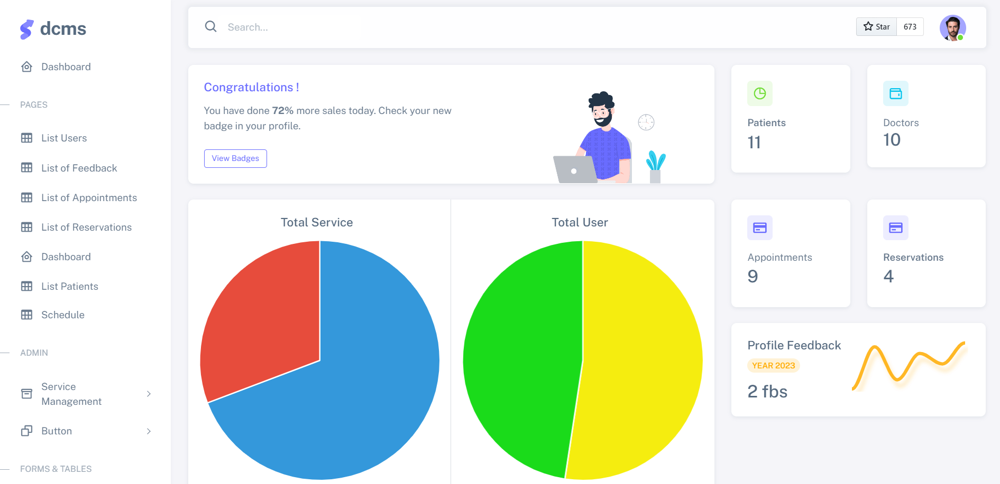 dcms
Dashboard
PAGES
List Users
List of Feedback
List of Appointments
List of Reservations
Dashboard
List Patients
Schedule
ADMIN
Service
Management
Button
FORMS & TABLES
Search...
Star
673
Congratulations !
You have done 72% more sales today. Check your new
badge in your profile.
View Badges
Patients
11
Doctors
10
Total Service
Total User
Appointments
9
Reservations
4
Profile Feedback
YEAR 2023
2 fbs